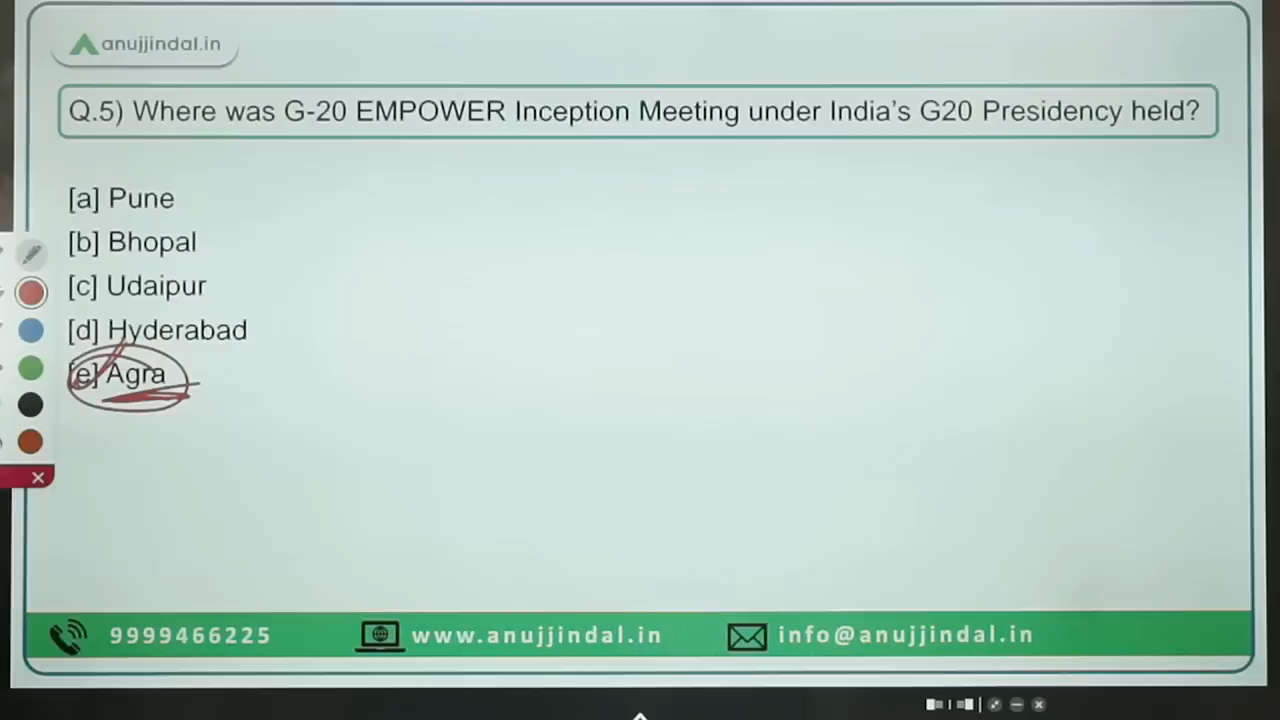 anujjindal.in
Q.5) Where was G-20 EMPOWER Inception Meeting under India's G20 Presidency held?
[a] Pune
[b] Bhopal
[c] Udaipur
[d] Hyderabad
[e] Agra
9999466225 www.anujjindal.in info@anujjindal.in